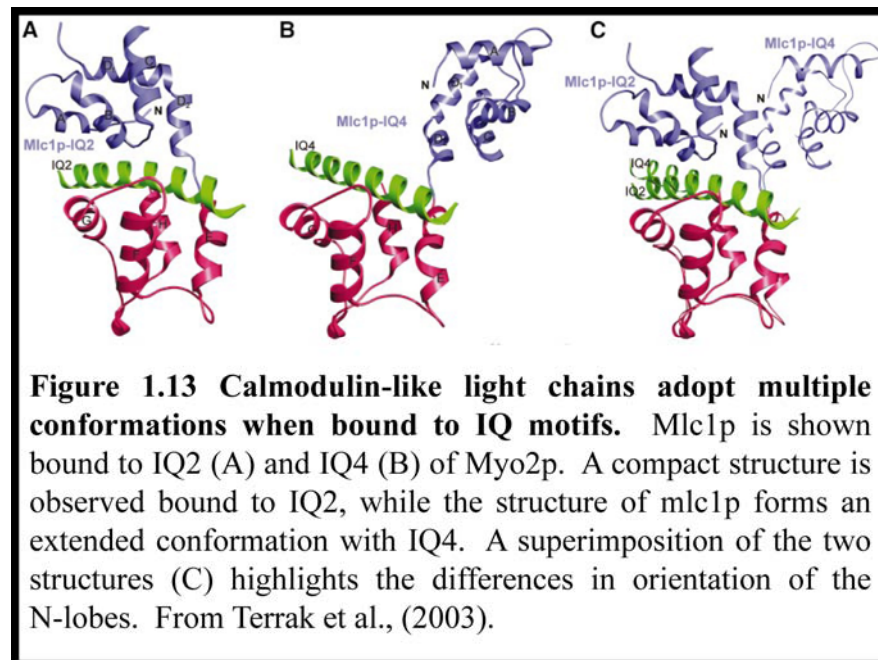 A
B
C
Mlc1p-IQ4
Mlc1p-IQ2
N
N
Mlc1p-IQ4
N
Mlc1p-IQ2
N
IQ2
IQ4
IQ4
IQ2
Figure 1.13 Calmodulin-like light chains adopt multiple
conformations when bound to IQ motifs. Mlc1p is shown
bound to IQ2 (A) and IQ4 (B) of Myo2p. A compact structure is
observed bound to IQ2, while the structure of mlc1p forms an
extended conformation with IQ4. A superimposition of the two
structures (C) highlights the differences in orientation of the
N-lobes. From Terrak et al., (2003).